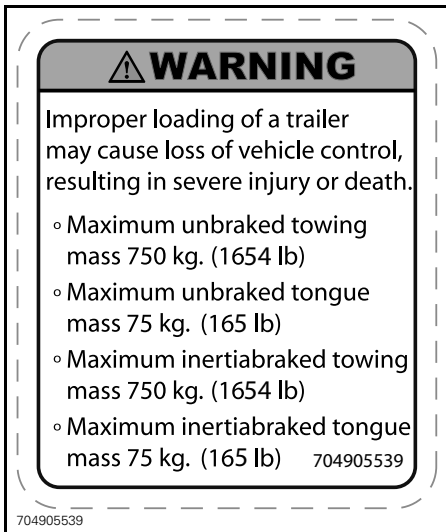 WARNING
Improper loading of a trailer
may cause loss of vehicle control,
resulting in severe injury or death.
◦ Maximum unbraked towing
mass 750 kg. (1654 lb)
◦ Maximum unbraked tongue
mass 75 kg. (165 lb)
◦ Maximum inertiabraked towing
mass 750 kg. (1654 lb)
◦ Maximum inertiabraked tongue
mass 75 kg. (165 lb) 704905539
704905539